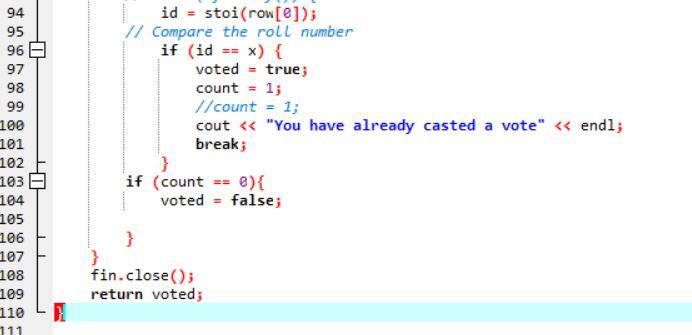 94 id = stoi(row[0]);
95 // Compare the roll number
96 if (id == x) {
97 voted = true;
98 count = 1;
99 //count = 1;
100 cout << "You have already casted a vote" << endl;
101 break;
102 }
103 if (count == 0){
104 voted = false;
105
106 }
107 }
108 fin.close();
109 return voted;
110 }
111